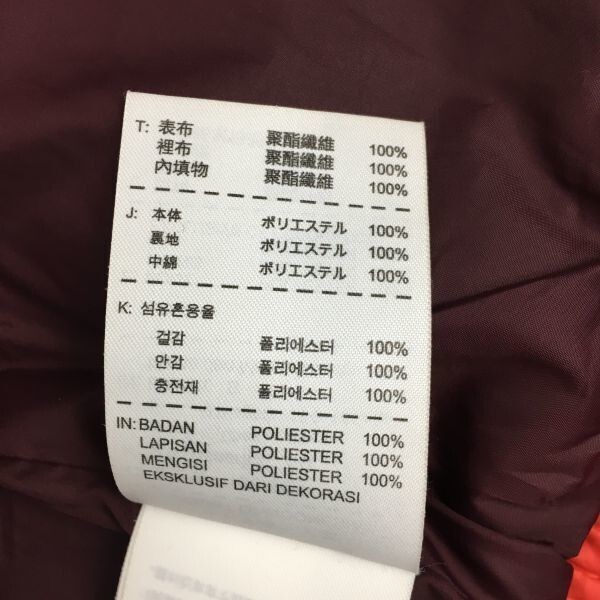 T: 表布 聚酯纖維 100%
裡布 聚酯纖維 100%
內填物 聚酯纖維 100%
J: 本体 ポリエステル 100%
裏地 ポリエステル 100%
中綿 ポリエステル 100%
K: 섬유혼용율
겉감 폴리에스터 100%
안감 폴리에스터 100%
충전재 폴리에스터 100%
IN: BADAN POLIESTER 100%
LAPISAN POLIESTER 100%
MENGISI POLIESTER 100%
EKSKLUSIF DARI DEKORASI